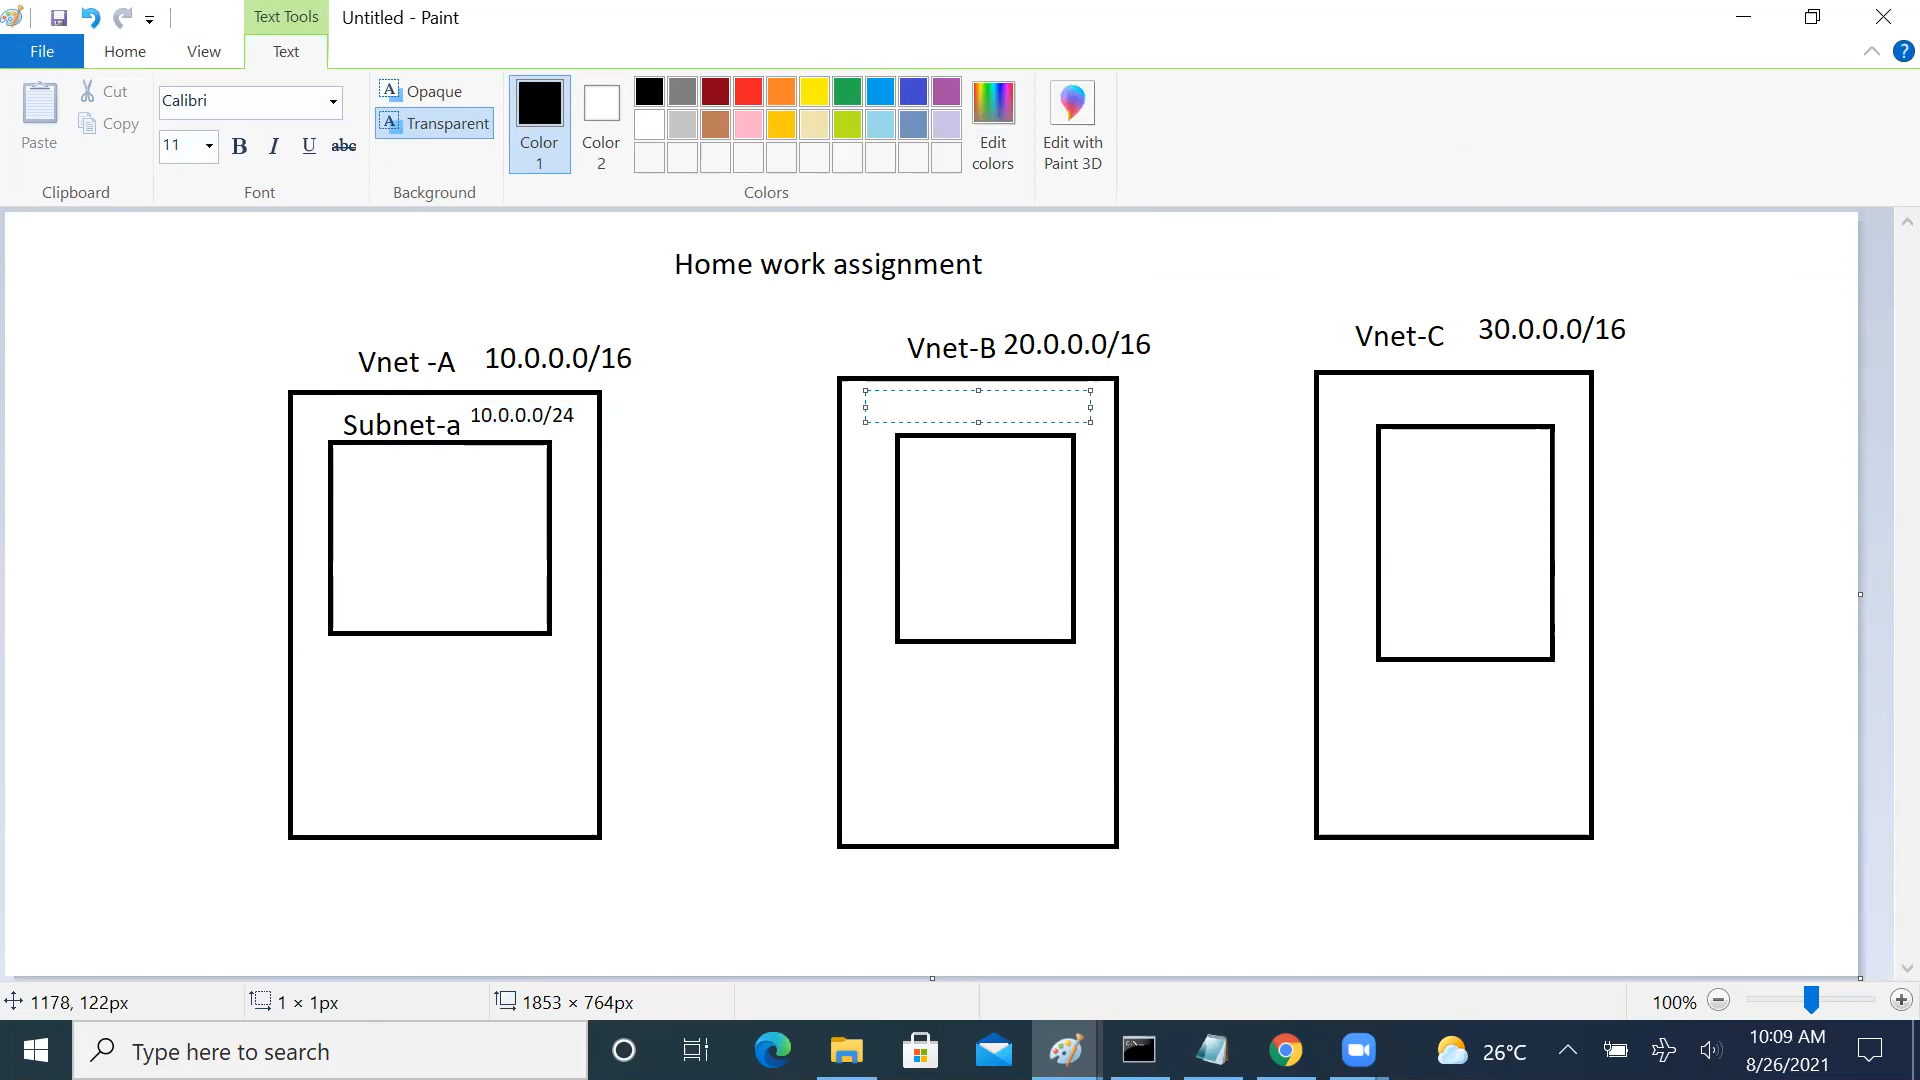 Text Tools
Untitled - Paint
File
Home
View
Text
?
Paste
Cut
Copy
Clipboard
Calibri
11
B I U abc
Font
A Opaque
A Transparent
Background
Color 1
Color 2
Colors
Edit colors
Edit with Paint 3D
Home work assignment
Vnet -A 10.0.0.0/16
Subnet-a 10.0.0.0/24
Vnet-B 20.0.0.0/16
Vnet-C 30.0.0.0/16
1178, 122px
1 × 1px
1853 × 764px
100%
Type here to search
26°C
10:09 AM
8/26/2021